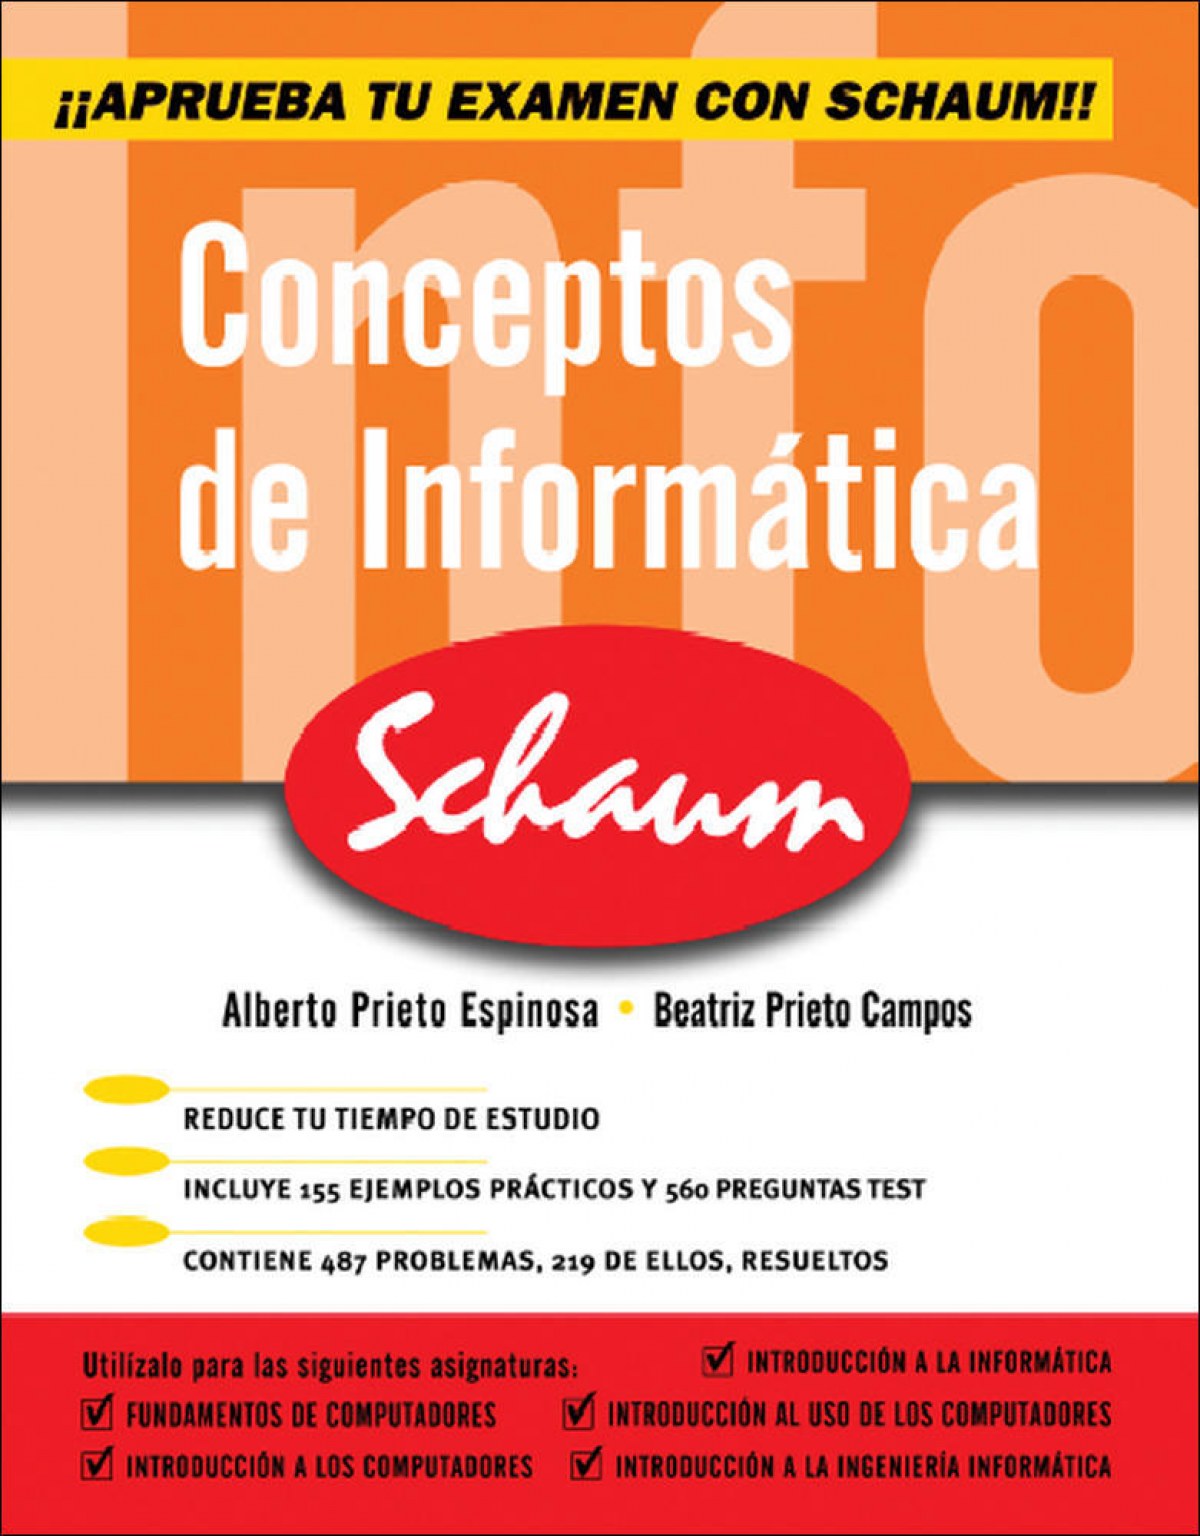 ¡¡APRUEBA TU EXAMEN CON SCHAUM!!
Info
Conceptos
de Informática
Schaum
Alberto Prieto Espinosa • Beatriz Prieto Campos
REDUCE TU TIEMPO DE ESTUDIO
INCLUYE 155 EJEMPLOS PRÁCTICOS Y 560 PREGUNTAS TEST
CONTIENE 487 PROBLEMAS, 219 DE ELLOS, RESUELTOS
Utilízalo para las siguientes asignaturas:
INTRODUCCIÓN A LA INFORMÁTICA
FUNDAMENTOS DE COMPUTADORES
INTRODUCCIÓN AL USO DE LOS COMPUTADORES
INTRODUCCIÓN A LOS COMPUTADORES
INTRODUCCIÓN A LA INGENIERÍA INFORMÁTICA